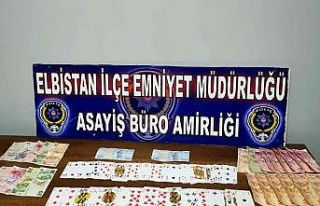 ELBİSTAN İLÇE EMNİYET MÜDÜRLÜĞÜ
ASAYİŞ BÜRO AMİRLİĞİ